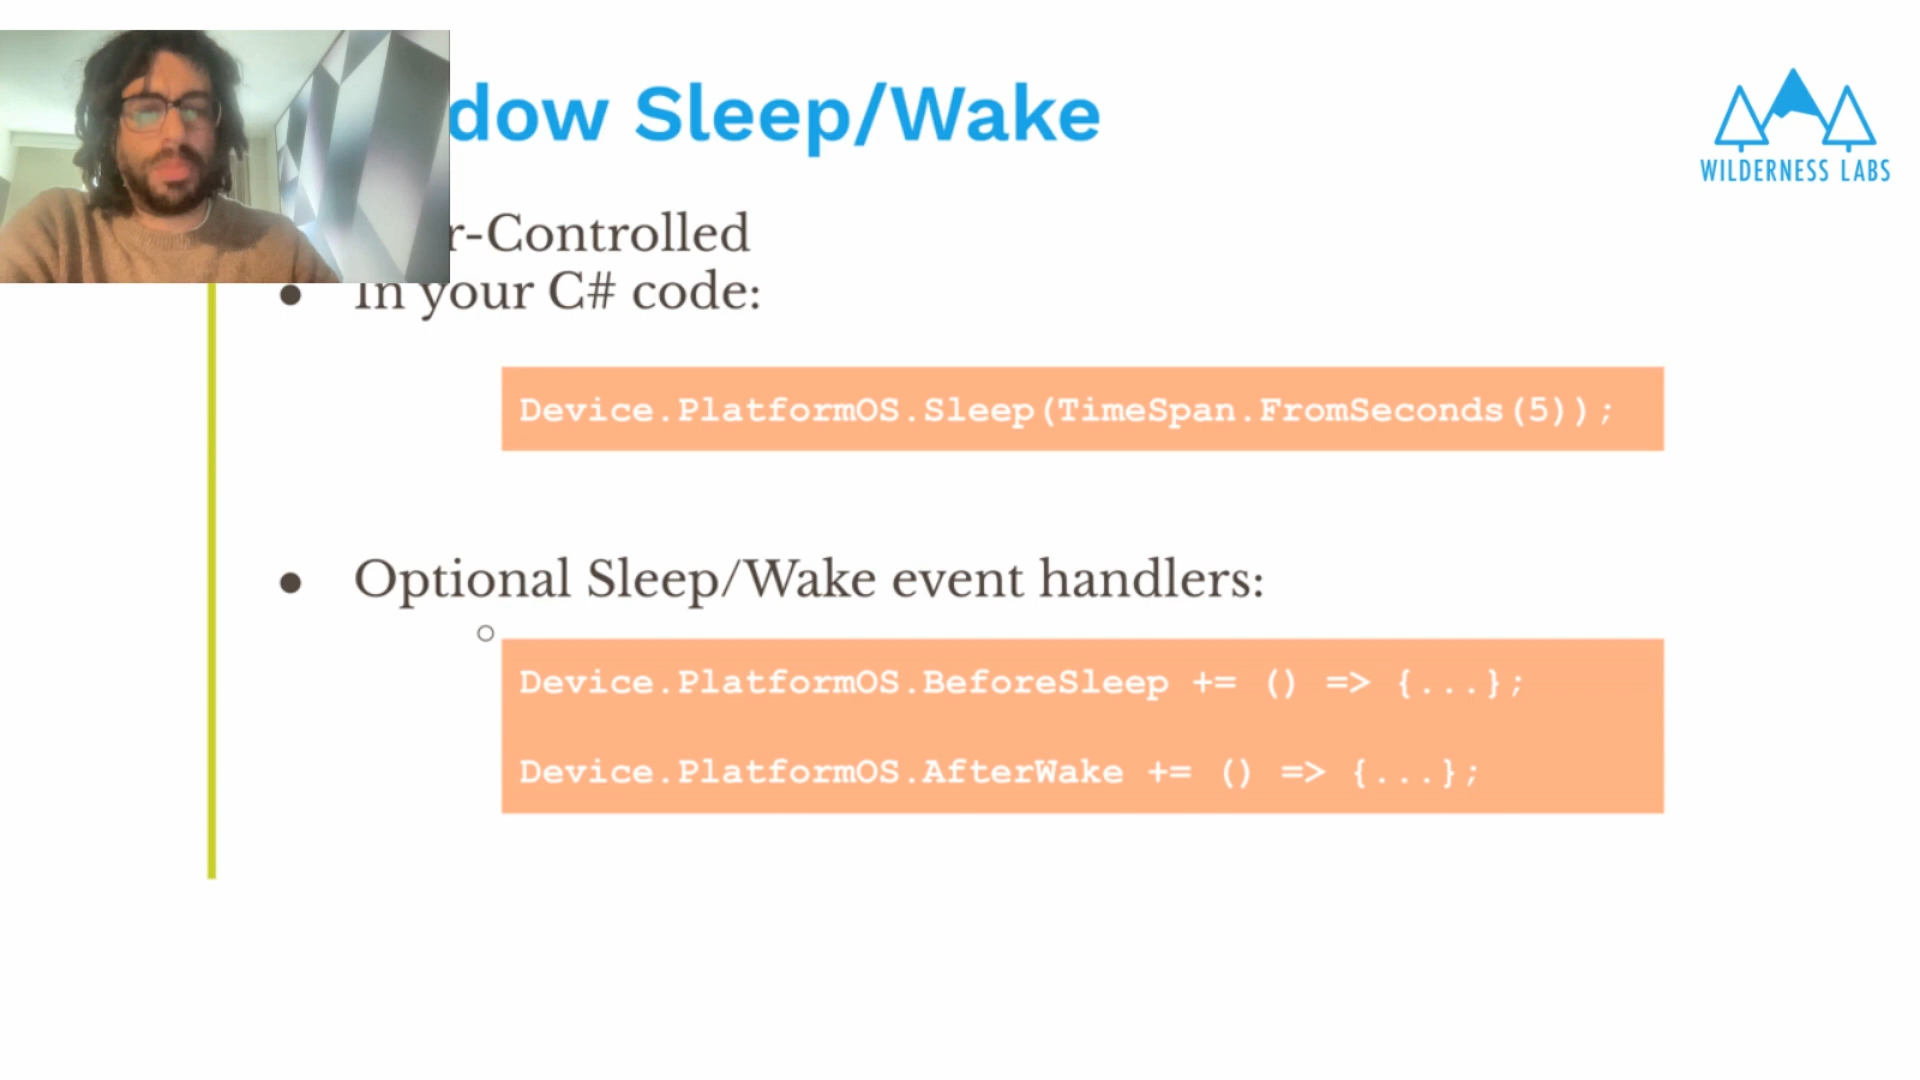 dow Sleep/Wake
WILDERNESS LABS
r-Controlled
In your C# code:
Device.PlatformOS.Sleep(TimeSpan.FromSeconds(5));
Optional Sleep/Wake event handlers:
Device.PlatformOS.BeforeSleep += () => {...};
Device.PlatformOS.AfterWake += () => {...};